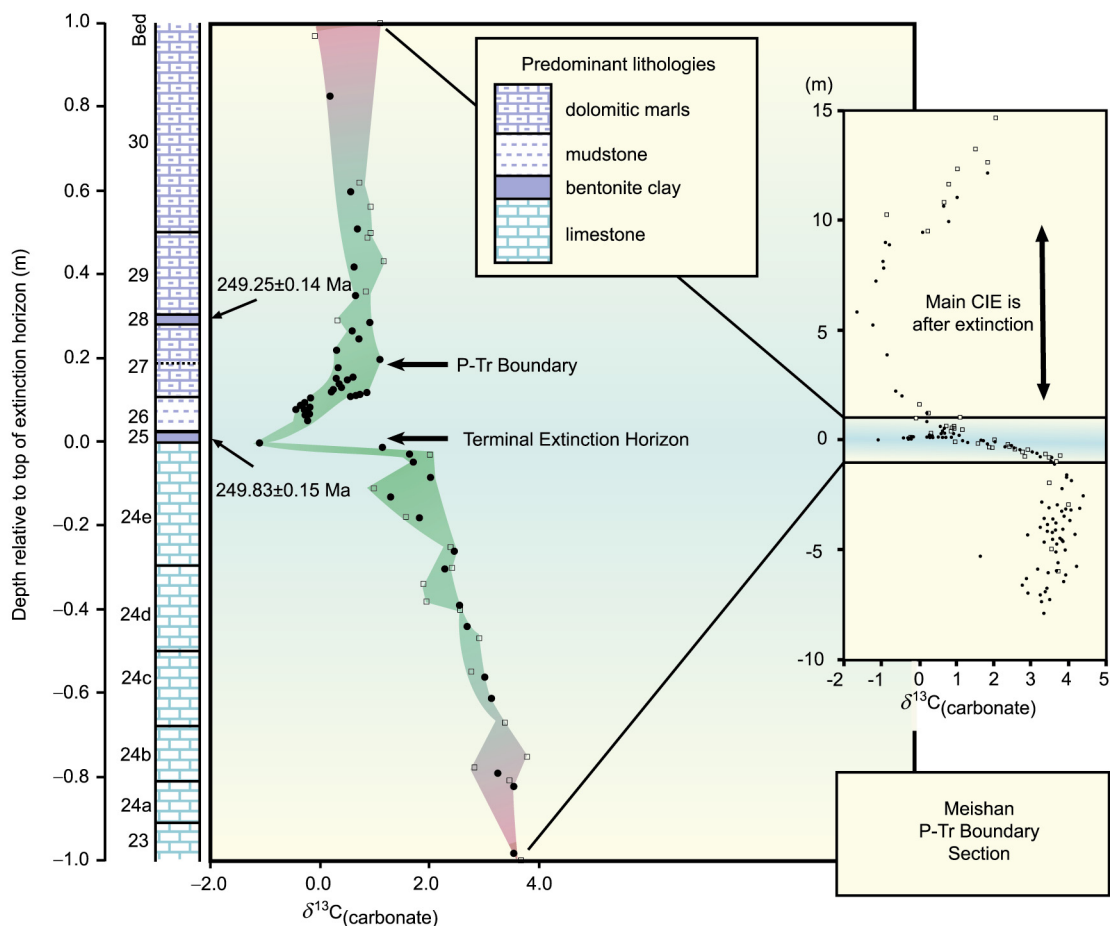 Depth relative to top of extinction horizon (m)
1.0
0.8
0.6
0.4
0.2
0.0
−0.2
−0.4
−0.6
−0.8
−1.0
Bed
30
29
28
27
26
25
24e
24d
24c
24b
24a
23
249.25±0.14 Ma
249.83±0.15 Ma
P-Tr Boundary
Terminal Extinction Horizon
−2.0 0.0 2.0 4.0
δ13C(carbonate)
Predominant lithologies
dolomitic marls
mudstone
bentonite clay
limestone
(m)
15
10
5
0
-5
-10
Main CIE is
after extinction
-2 -1 0 1 2 3 4 5
δ13C(carbonate)
Meishan
P-Tr Boundary
Section